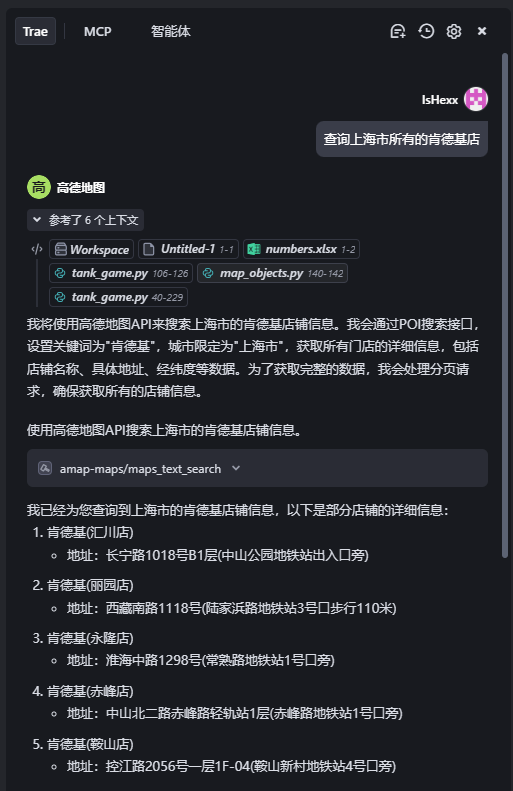 Trae MCP 智能体
IsHexx
查询上海市所有的肯德基店
高 高德地图
参考了 6 个上下文
Workspace Untitled-1 1-1 numbers.xlsx 1-2
tank_game.py 106-126 map_objects.py 140-142
tank_game.py 40-229
我将使用高德地图API来搜索上海市的肯德基店铺信息。我会通过POI搜索接口，
设置关键词为"肯德基"，城市限定为"上海市"，获取所有门店的详细信息，包括
店铺名称、具体地址、经纬度等数据。为了获取完整的数据，我会处理分页请
求，确保获取所有的店铺信息。
使用高德地图API搜索上海市的肯德基店铺信息。
amap-maps/maps_text_search
我已经为您查询到上海市的肯德基店铺信息，以下是部分店铺的详细信息：
1. 肯德基(汇川店)
地址：长宁路1018号B1层(中山公园地铁站出入口旁)
2. 肯德基(丽园店)
地址：西藏南路1118号(陆家浜路地铁站3号口步行110米)
3. 肯德基(永隆店)
地址：淮海中路1298号(常熟路地铁站1号口旁)
4. 肯德基(赤峰店)
地址：中山北二路赤峰路轻轨站1层(赤峰路地铁站1号口旁)
5. 肯德基(鞍山店)
地址：控江路2056号一层1F-04(鞍山新村地铁站4号口旁)